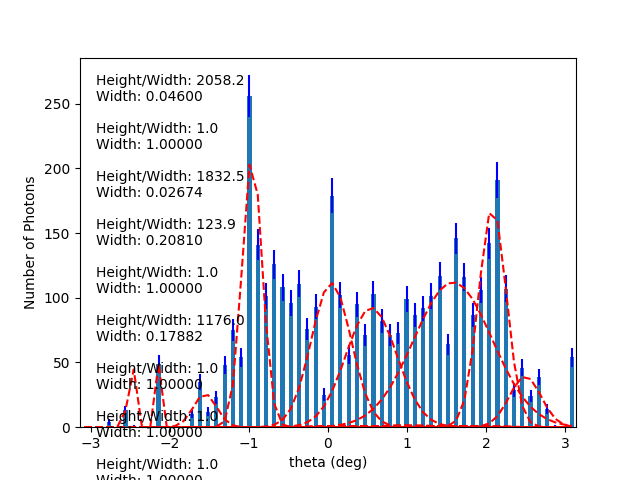 Height/Width: 2058.2
Width: 0.04600
Height/Width: 1.0
Width: 1.00000
Height/Width: 1832.5
Width: 0.02674
Height/Width: 123.9
Width: 0.20810
Height/Width: 1.0
Width: 1.00000
Height/Width: 1176.0
Width: 0.17882
Height/Width: 1.0
Width: 1.00000
Height/Width: 1.0
Width: 1.00000
Height/Width: 1.0
Width: 1.00000
Number of Photons
250
200
150
100
50
0
−3 −2 −1 0 1 2 3
theta (deg)